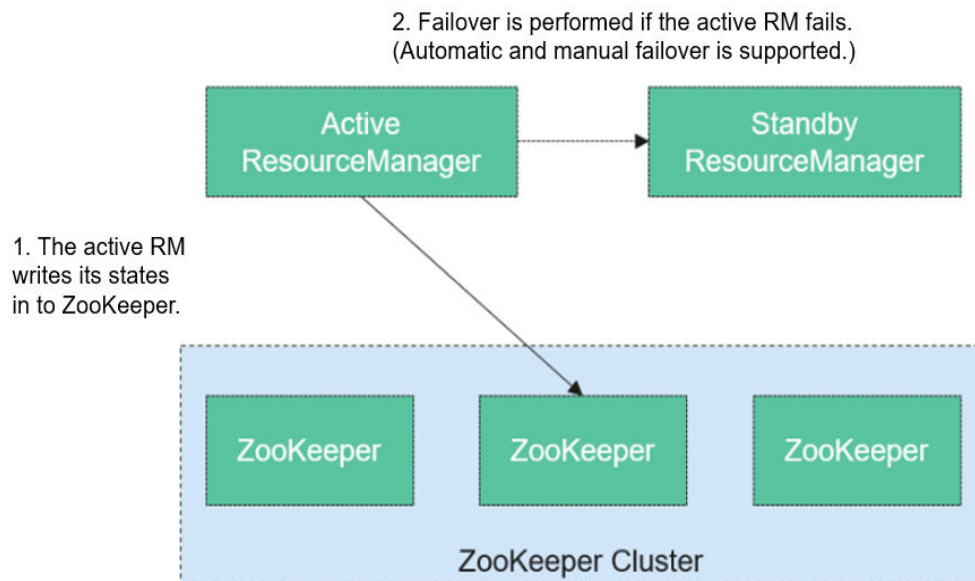 2. Failover is performed if the active RM fails.
(Automatic and manual failover is supported.)
Active
ResourceManager
Standby
ResourceManager
1. The active RM
writes its states
in to ZooKeeper.
ZooKeeper
ZooKeeper
ZooKeeper
ZooKeeper Cluster